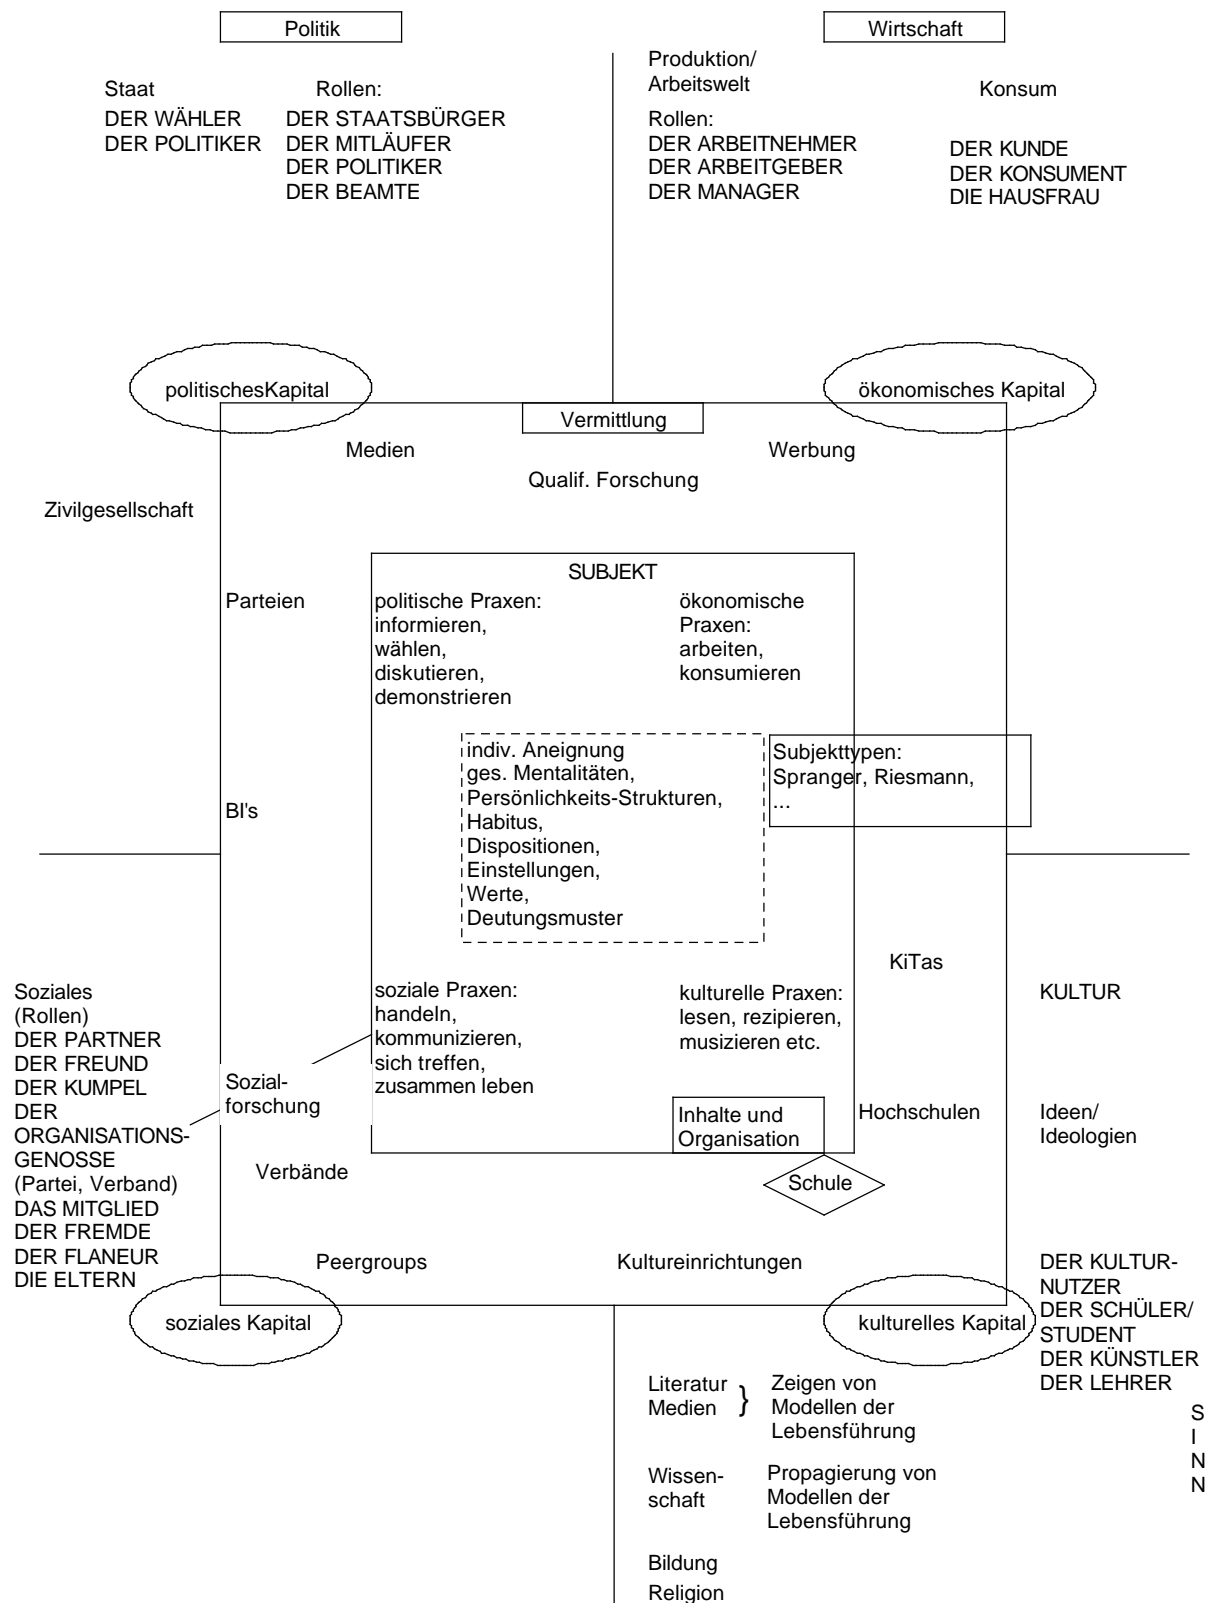 Politik
Wirtschaft
Staat
DER WÄHLER
DER POLITIKER
Rollen:
DER STAATSBÜRGER
DER MITLÄUFER
DER POLITIKER
DER BEAMTE
Produktion/
Arbeitswelt
Rollen:
DER ARBEITNEHMER
DER ARBEITGEBER
DER MANAGER
Konsum
DER KUNDE
DER KONSUMENT
DIE HAUSFRAU
politischesKapital
ökonomisches Kapital
Vermittlung
Medien
Werbung
Qualif. Forschung
Zivilgesellschaft
SUBJEKT
Parteien
politische Praxen:
informieren,
wählen,
diskutieren,
demonstrieren
ökonomische
Praxen:
arbeiten,
konsumieren
indiv. Aneignung
ges. Mentalitäten,
Persönlichkeits-Strukturen,
Habitus,
Dispositionen,
Einstellungen,
Werte,
Deutungsmuster
Subjekttypen:
Spranger, Riesmann,
...
BI's
KiTas
Soziales
(Rollen)
DER PARTNER
DER FREUND
DER KUMPEL
DER
ORGANISATIONS-
GENOSSE
(Partei, Verband)
DAS MITGLIED
DER FREMDE
DER FLANEUR
DIE ELTERN
soziale Praxen:
handeln,
kommunizieren,
sich treffen,
zusammen leben
kulturelle Praxen:
lesen, rezipieren,
musizieren etc.
KULTUR
Sozial-
forschung
Inhalte und
Organisation
Hochschulen
Ideen/
Ideologien
Verbände
Schule
Peergroups
Kultureinrichtungen
DER KULTUR-
NUTZER
DER SCHÜLER/
STUDENT
DER KÜNSTLER
DER LEHRER
soziales Kapital
kulturelles Kapital
Literatur
Medien
}
Zeigen von
Modellen der
Lebensführung
S
I
N
N
Wissen-
schaft
Propagierung von
Modellen der
Lebensführung
Bildung
Religion